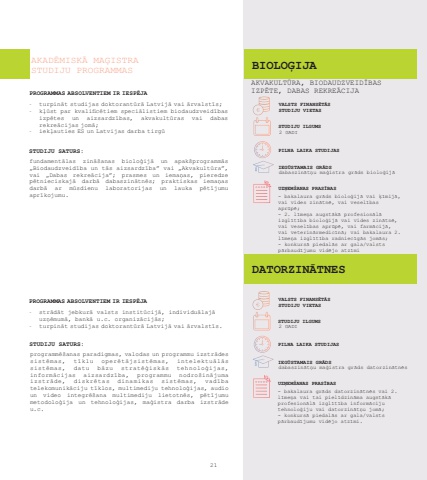 AKADĒMISKĀ MAĢISTRA
STUDIJU PROGRAMMAS
BIOLOĢIJA
AKVAKULTŪRA, BIODAUDZVEIDĪBAS
IZPĒTE, DABAS REKREĀCIJA
PROGRAMMAS ABSOLVENTIEM IR IESPĒJA
- turpināt studijas doktorantūrā Latvijā vai ārvalstīs;
- kļūst par kvalificētiem speciālistiem biodaudzveidības
izpētes un aizsardzības, akvakultūras vai dabas
rekreācijas jomā;
- iekļauties ES un Latvijas darba tirgū
STUDIJU SATURS:
fundamentālas zināšanas bioloģijā un apakšprogrammās
„Biodaudzveidība un tās aizsardzība” vai „Akvakultūra”,
vai „Dabas rekreācija”; prasmes un iemaņas, pieredze
pētnieciskajā darbā dabaszinātnēs; praktiskas iemaņas
darbā ar mūsdienu laboratorijas un lauka pētījumu
aprīkojumu.
VALSTS FINANSĒTĀS
STUDIJU VIETAS
STUDIJU ILGUMS
2 GADI
PILNA LAIKA STUDIJAS
IEGŪSTAMAIS GRĀDS
dabaszinātņu maģistra grāds bioloģijā
UZŅEMŠANAS PRASĪBAS
- bakalaura grāds bioloģijā vai ķīmijā,
vai vides zinātnē, vai veselības
aprūpē;
- 2. līmeņa augstākā profesionālā
izglītība bioloģijā vai vides zinātnē,
vai veselības aprūpē, vai farmācijā,
vai veterinārmedicīnā; vai bakalaura 2.
līmeņa izglītība radniecīgās jomās;
- konkursā piedalās ar gala/valsts
pārbaudījumu vidējo atzīmi
DATORZINĀTNES
PROGRAMMAS ABSOLVENTIEM IR IESPĒJA
- strādāt jebkurā valsts institūcijā, individuālajā
uzņēmumā, bankā u.c. organizācijās;
- turpināt studijas doktorantūrā Latvijā vai ārvalstīs.
STUDIJU SATURS:
programmēšanas paradigmas, valodas un programmu izstrādes
sistēmas, tīklu operētājsistēmas, intelektuālās
sistēmas, datu bāzu stratēģiskās tehnoloģijas,
informācijas aizsardzība, programmu nodrošinājuma
izstrāde, diskrētas dinamikas sistēmas, vadība
telekomunikāciju tīklos, multimediju tehnoloģijas, audio
un video integrēšana multimediju lietotnēs, pētījumu
metodoloģija un tehnoloģijas, maģistra darba izstrāde
u.c.
VALSTS FINANSĒTĀS
STUDIJU VIETAS
STUDIJU ILGUMS
2 GADI
PILNA LAIKA STUDIJAS
IEGŪSTAMAIS GRĀDS
dabaszinātņu maģistra grāds datorzinātnēs
UZŅEMŠANAS PRASĪBAS
- bakalaura grāds datorzinātnēs vai 2.
līmeņa vai tai pielīdzināma augstākā
profesionālā izglītība informāciju
tehnoloģiju vai datorzinātņu jomā;
- konkursā piedalās ar gala/valsts
pārbaudījumu vidējo atzīmi.
21